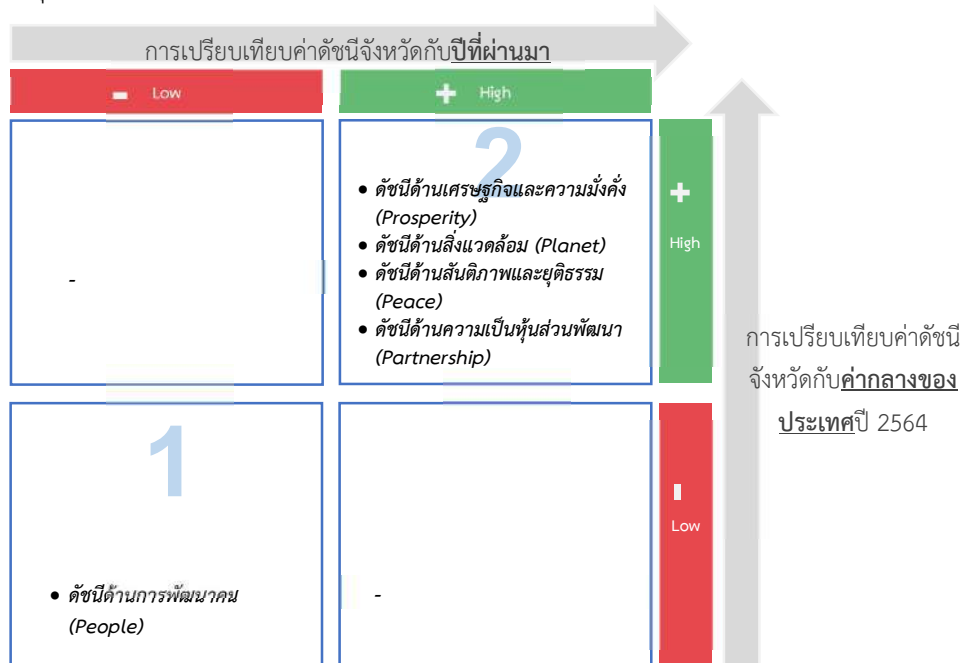 การเปรียบเทียบค่าดัชนีจังหวัดกับปีที่ผ่านมา
- Low
+ High
2
• ดัชนีด้านเศรษฐกิจและความมั่งคั่ง
(Prosperity)
• ดัชนีด้านสิ่งแวดล้อม (Planet)
• ดัชนีด้านสันติภาพและยุติธรรม
(Peace)
• ดัชนีด้านความเป็นหุ้นส่วนพัฒนา
(Partnership)
-
+
High
การเปรียบเทียบค่าดัชนี
จังหวัดกับค่ากลางของ
ประเทศปี 2564
1
• ดัชนีด้านการพัฒนาคน
(People)
-
-
Low